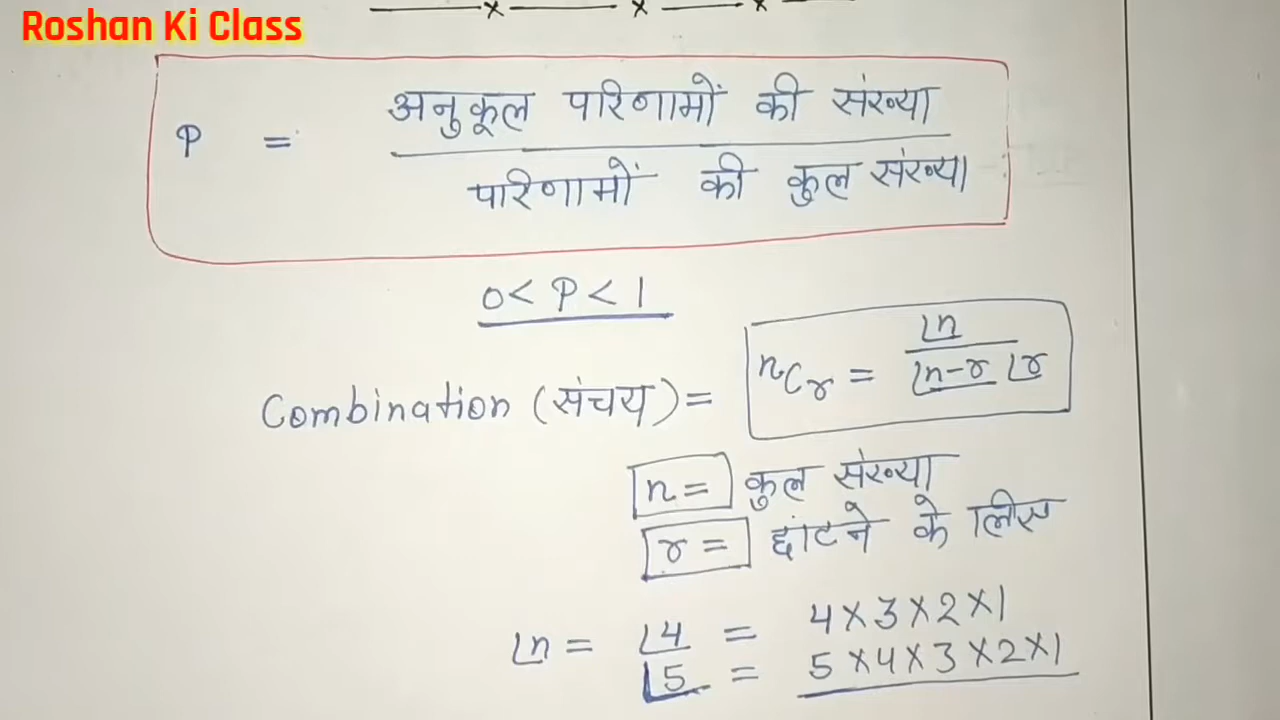 Roshan Ki Class
P = अनुकूल परिणामों की संख्या
परिणामों की कुल संख्या
0 < P < 1
Combination (संचय) = nCr = ⌊n
⌊n-r ⌊r
n = कुल संख्या
r = छांटने के लिए
⌊n = ⌊4 = 4×3×2×1
⌊5 = 5×4×3×2×1